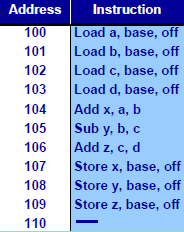 Address Instruction
100 Load a, base, off
101 Load b, base, off
102 Load c, base, off
103 Load d, base, off
104 Add x, a, b
105 Sub y, b, c
106 Add z, c, d
107 Store x, base, off
108 Store y, base, off
109 Store z, base, off
110 —